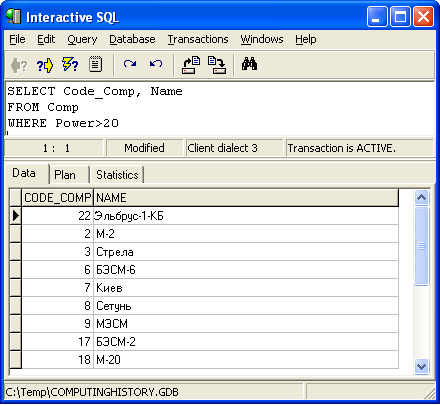 Interactive SQL
File Edit Query Database Transactions Windows Help
SELECT Code_Comp, Name
FROM Comp
WHERE Power>20
1 : 1 Modified Client dialect 3 Transaction is ACTIVE.
Data Plan Statistics
CODE_COMP NAME
22 Эльбрус-1-КБ
2 М-2
3 Стрела
6 БЭСМ-6
7 Киев
8 Сетунь
9 МЭСМ
17 БЭСМ-2
18 М-20
C:\Temp\COMPUTINGHISTORY.GDB